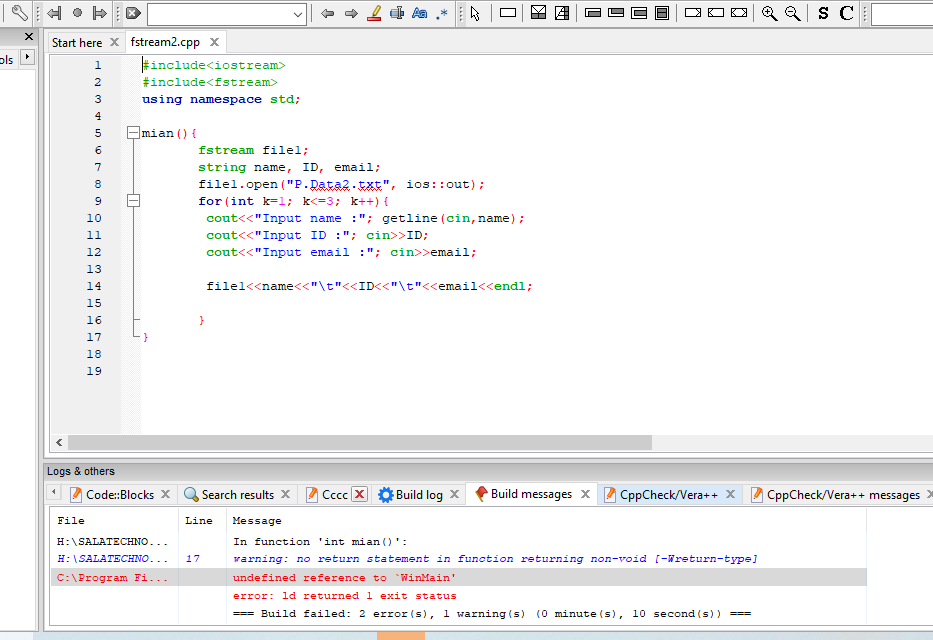 Aa .*
S C
ols
Start here fstream2.cpp
1 #include<iostream>
2 #include<fstream>
3 using namespace std;
4
5 mian(){
6 fstream file1;
7 string name, ID, email;
8 file1.open("P.Data2.txt", ios::out);
9 for(int k=1; k<=3; k++){
10 cout<<"Input name :"; getline(cin,name);
11 cout<<"Input ID :"; cin>>ID;
12 cout<<"Input email :"; cin>>email;
13
14 file1<<name<<"\t"<<ID<<"\t"<<email<<endl;
15
16 }
17 }
18
19
Logs & others
Code::Blocks Search results Cccc Build log Build messages CppCheck/Vera++ CppCheck/Vera++ messages
File Line Message
H:\SALATECHNO... In function 'int mian()':
H:\SALATECHNO... 17 warning: no return statement in function returning non-void [-Wreturn-type]
C:\Program Fi... undefined reference to `WinMain'
error: ld returned 1 exit status
=== Build failed: 2 error(s), 1 warning(s) (0 minute(s), 10 second(s)) ===